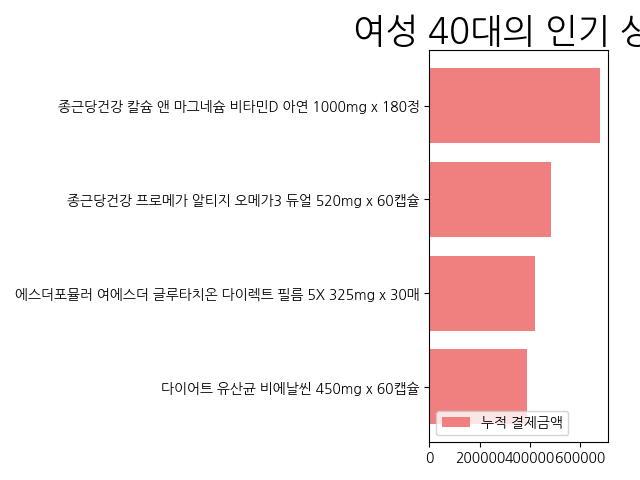 여성 40대의 인기 상
종근당건강 칼슘 앤 마그네슘 비타민D 아연 1000mg x 180정
종근당건강 프로메가 알티지 오메가3 듀얼 520mg x 60캡슐
에스더포뮬러 여에스더 글루타치온 다이렉트 필름 5X 325mg x 30매
다이어트 유산균 비에날씬 450mg x 60캡슐
누적 결제금액
0 200000 400000 600000